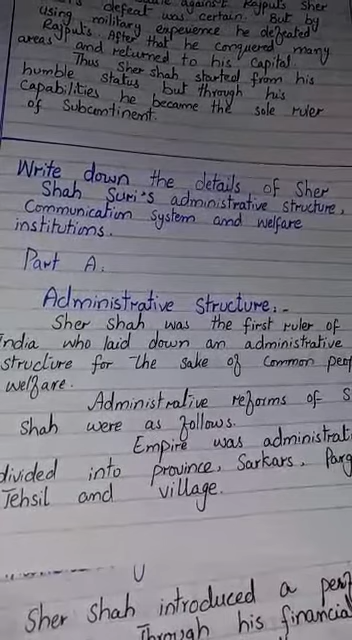 against Rajputs Sher
defeat was certain. But by
using military experience he defeated
Rajputs. After that he conquered many
areas and returned to his capital
Thus Sher shah started from his
humble status but through his
Capabilities he became the sole ruler
of Subcontinent.
Write down the details of Sher
Shah Suri's administrative structure,
Communication system and welfare
institutions.
Part A:
Administrative Structure:-
Sher Shah was the first ruler of
India who laid down an administrative
structure for the sake of common
welfare.
Administrative reforms of S
Shah were as follows.
Empire was administrati
divided into province, Sarkars, Parg
Tehsil and village.
Sher Shah introduced a
Through his financial